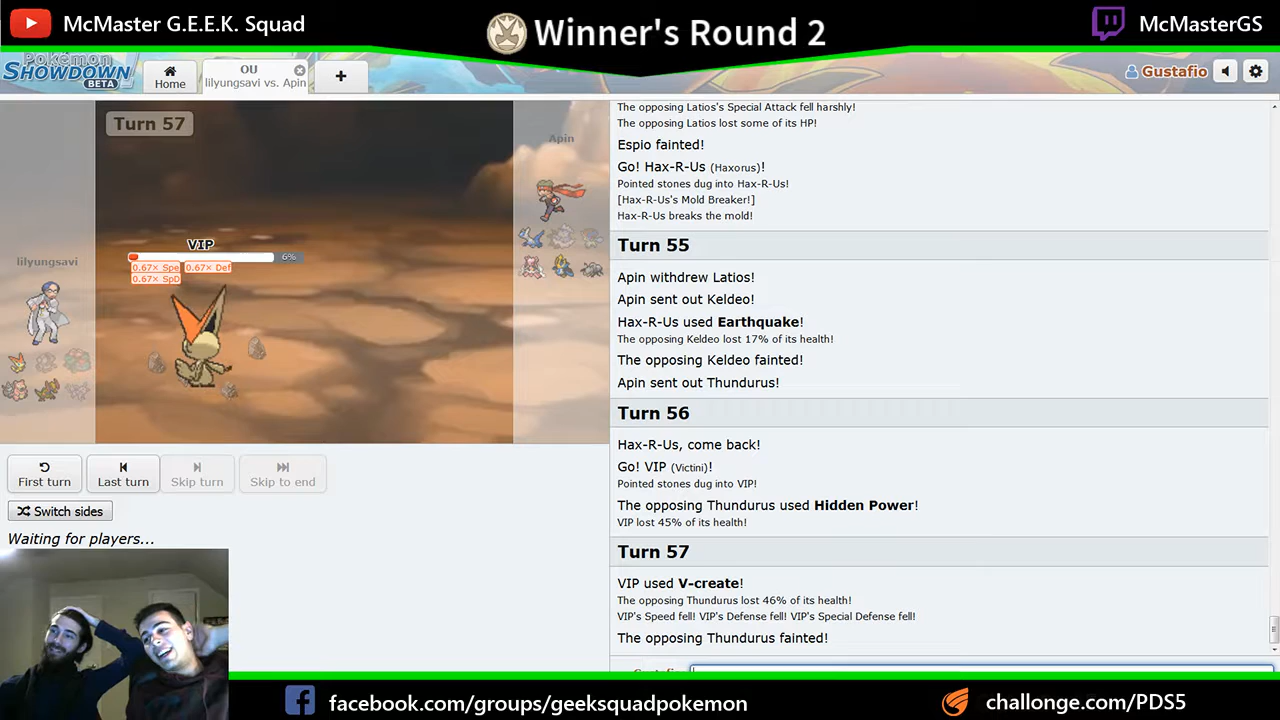 McMaster G.E.E.K. Squad
Winner's Round 2
McMasterGS
Pokémon
SHOWDOWN
BETA
Home
OU
lilyungsavi vs. Apin
+
Gustafio
Turn 57
Apin
VIP
6%
0.67× Spe 0.67× Def
0.67× SpD
lilyungsavi
First turn
Last turn
Skip turn
Skip to end
Switch sides
Waiting for players...
The opposing Latios's Special Attack fell harshly!
The opposing Latios lost some of its HP!
Espio fainted!
Go! Hax-R-Us (Haxorus)!
Pointed stones dug into Hax-R-Us!
[Hax-R-Us's Mold Breaker!]
Hax-R-Us breaks the mold!
Turn 55
Apin withdrew Latios!
Apin sent out Keldeo!
Hax-R-Us used Earthquake!
The opposing Keldeo lost 17% of its health!
The opposing Keldeo fainted!
Apin sent out Thundurus!
Turn 56
Hax-R-Us, come back!
Go! VIP (Victini)!
Pointed stones dug into VIP!
The opposing Thundurus used Hidden Power!
VIP lost 45% of its health!
Turn 57
VIP used V-create!
The opposing Thundurus lost 46% of its health!
VIP's Speed fell! VIP's Defense fell! VIP's Special Defense fell!
The opposing Thundurus fainted!
facebook.com/groups/geeksquadpokemon
challonge.com/PDS5